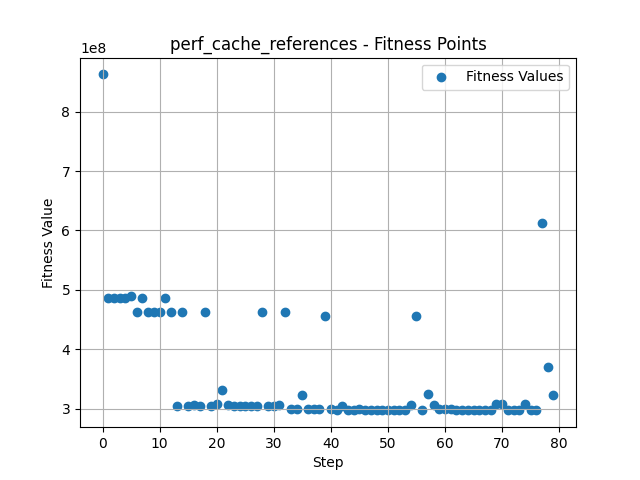 perf_cache_references - Fitness Points
1e8
Fitness Values
8
7
6
5
4
3
Fitness Value
0 10 20 30 40 50 60 70 80
Step